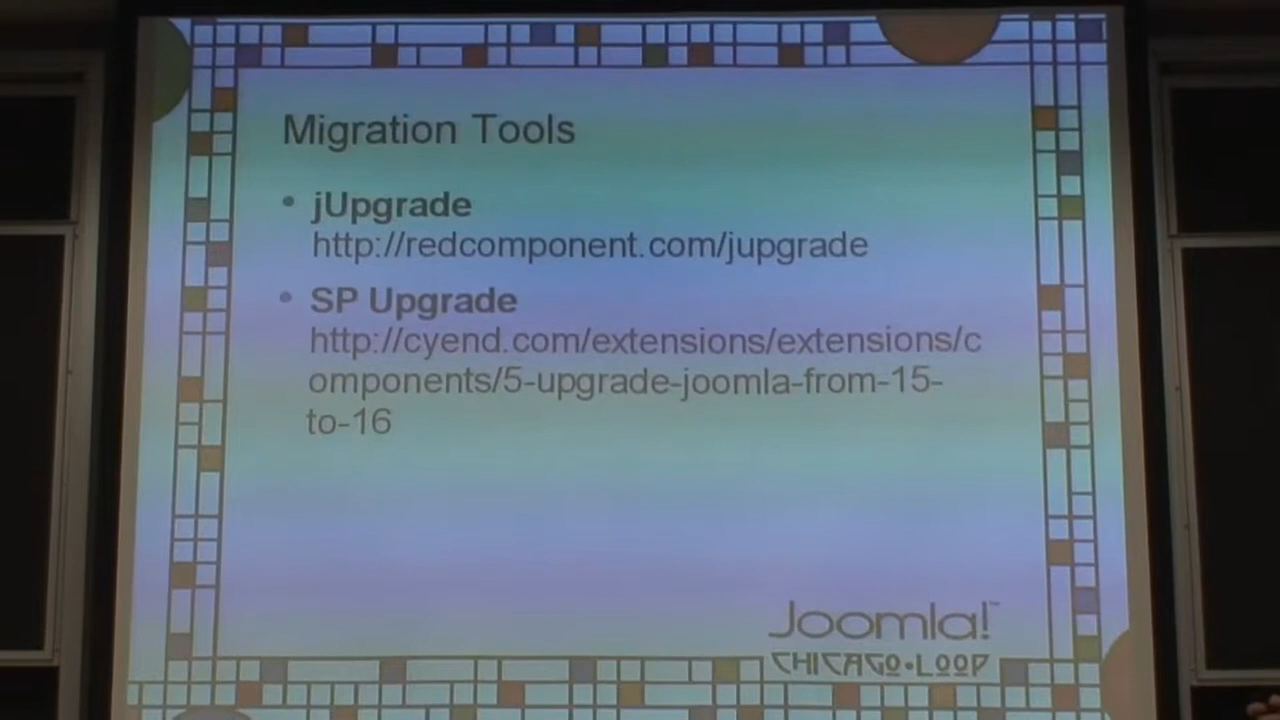 Migration Tools
• jUpgrade
http://redcomponent.com/jupgrade
• SP Upgrade
http://cyend.com/extensions/extensions/c
omponents/5-upgrade-joomla-from-15-
to-16
Joomla!™
CHICAGO•LOOP